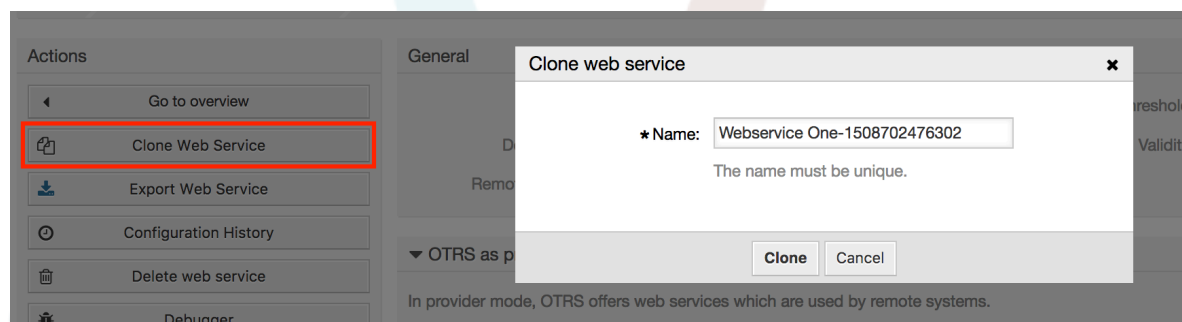 Actions
Go to overview
Clone Web Service
Export Web Service
Configuration History
Delete web service
Debugger
General
OTRS as p
In provider mode, OTRS offers web services which are used by remote systems.
Clone web service
* Name: Webservice One-1508702476302
The name must be unique.
Clone Cancel